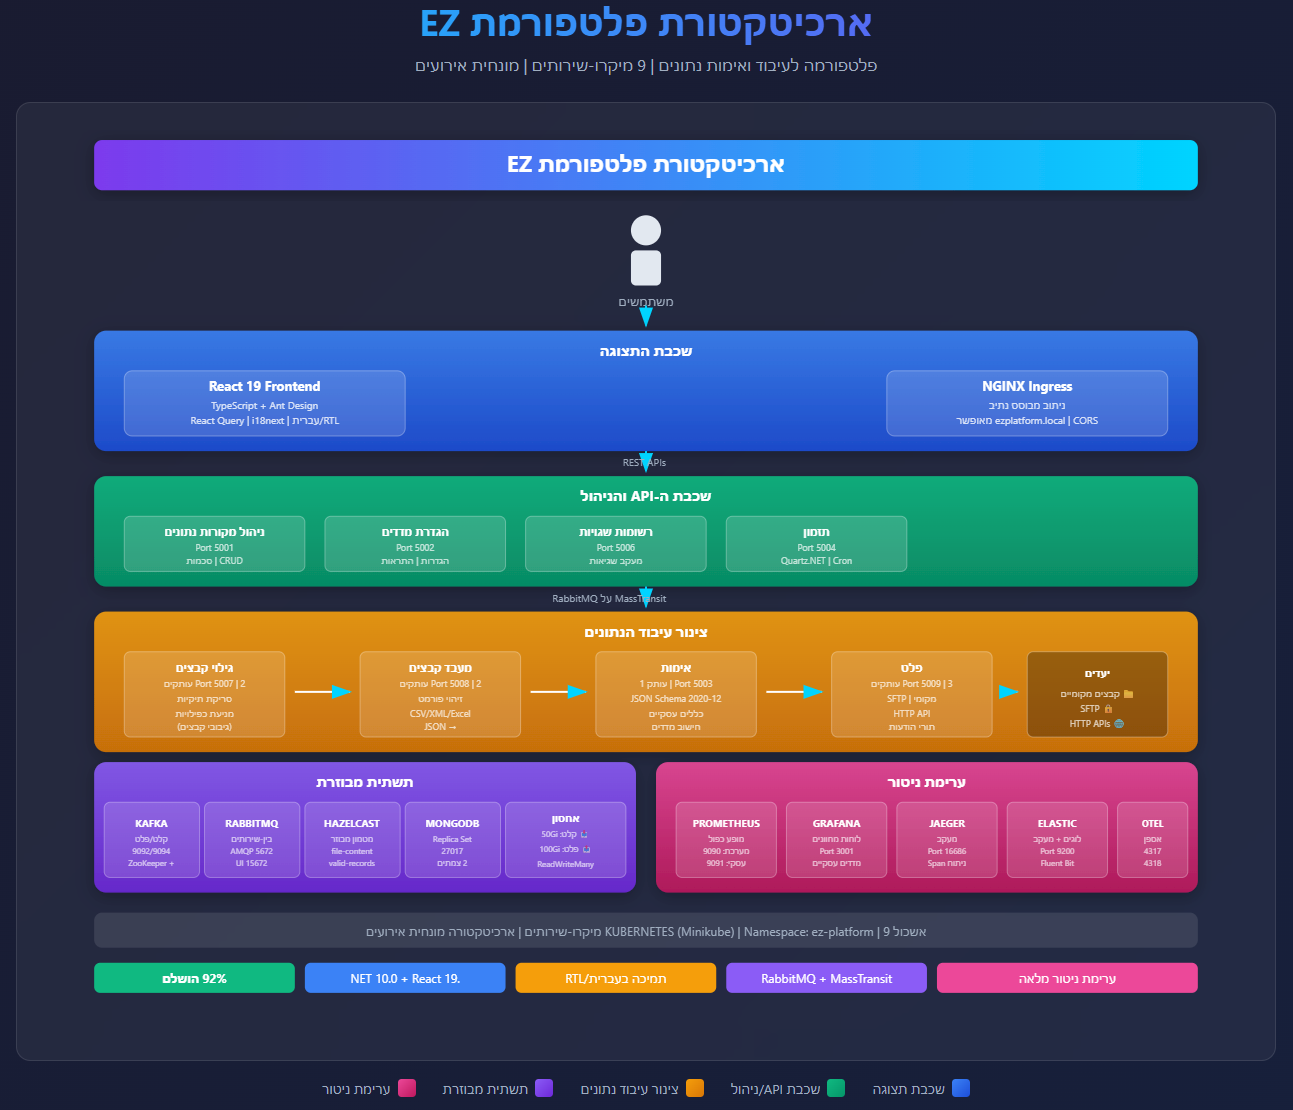 ארכיטקטורת פלטפורמת EZ
פלטפורמה לעיבוד ואימות נתונים | 9 מיקרו-שירותים | מונחית אירועים
ארכיטקטורת פלטפורמת EZ
משתמשים
שכבת התצוגה
React 19 Frontend
TypeScript + Ant Design
React Query | i18next | עברית/RTL
NGINX Ingress
ניתוב מבוסס נתיב
מאופשר ezplatform.local | CORS
REST APIs
שכבת ה-API והניהול
ניהול מקורות נתונים
Port 5001
סכמות | CRUD
הגדרת מדדים
Port 5002
הגדרות | התראות
רשומות שגויות
Port 5006
מעקב שגיאות
תזמון
Port 5004
Quartz.NET | Cron
RabbitMQ על MassTransit
צינור עיבוד הנתונים
גילוי קבצים
עותקים Port 5007 | 2
סריקת תיקיות
מניעת כפילויות
(גיבובי קבצים)
מעבד קבצים
עותקים Port 5008 | 2
זיהוי פורמט
CSV/XML/Excel
JSON →
אימות
עותק 1 | Port 5003
JSON Schema 2020-12
כללים עסקיים
חישוב מדדים
פלט
עותקים Port 5009 | 3
מקומי | SFTP
HTTP API
תורי הודעות
יעדים
קבצים מקומיים
SFTP
HTTP APIs
תשתית מבוזרת
KAFKA
קלט/פלט
9092/9094
ZooKeeper +
RABBITMQ
בין-שירותים
AMQP 5672
UI 15672
HAZELCAST
מטמון מבוזר
file-content
valid-records
MONGODB
Replica Set
27017
2 צמתים
אחסון
קלט: 50Gi
פלט: 100Gi
ReadWriteMany
ערימת ניטור
PROMETHEUS
מופע כפול
מערכת: 9090
עסקי: 9091
GRAFANA
לוחות מחוונים
Port 3001
מדדים עסקיים
JAEGER
מעקב
Port 16686
ניתוח Span
ELASTIC
לוגים + מעקב
Port 9200
Fluent Bit
OTEL
אספן
4317
4318
אשכול KUBERNETES (Minikube) | Namespace: ez-platform | 9 מיקרו-שירותים | ארכיטקטורה מונחית אירועים
92% הושלם
NET 10.0 + React 19.
תמיכה בעברית/RTL
RabbitMQ + MassTransit
ערימת ניטור מלאה
שכבת תצוגה
שכבת API/ניהול
צינור עיבוד נתונים
תשתית מבוזרת
ערימת ניטור